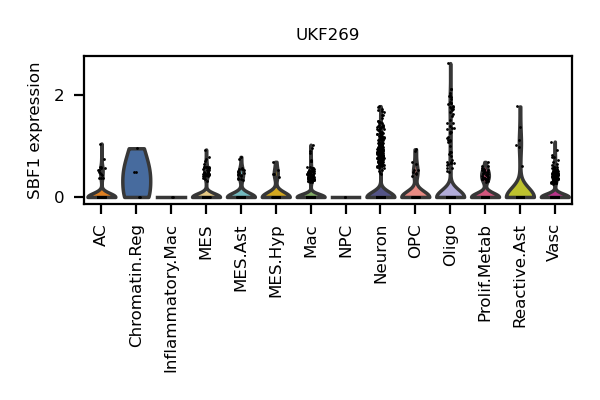 UKF269
SBF1 expression
2
0
AC
Chromatin.Reg
Inflammatory.Mac
MES
MES.Ast
MES.Hyp
Mac
NPC
Neuron
OPC
Oligo
Prolif.Metab
Reactive.Ast
Vasc